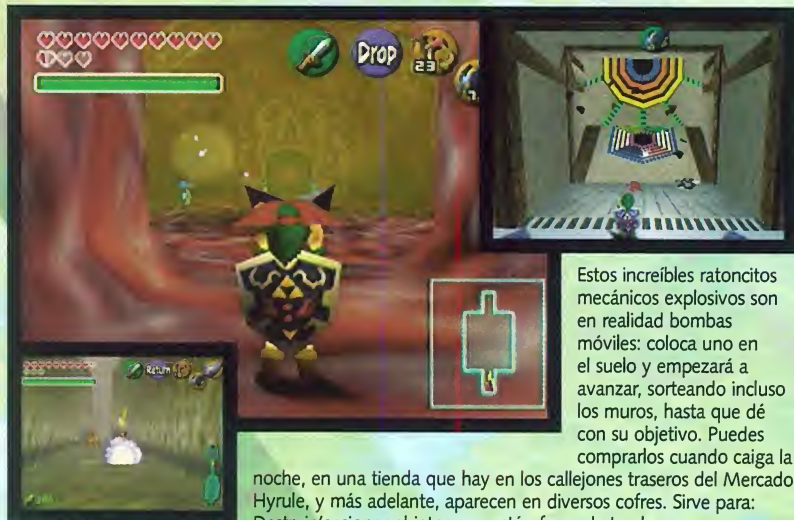 Drop
23
Return
Estos increíbles ratoncitos
mecánicos explosivos son
en realidad bombas
móviles: coloca uno en
el suelo y empezará a
avanzar, sorteando incluso
los muros, hasta que dé
con su objetivo. Puedes
comprarlos cuando caiga la
noche, en una tienda que hay en los callejones traseros del Mercado
Hyrule, y más adelante, aparecen en diversos cofres. Sirve para: